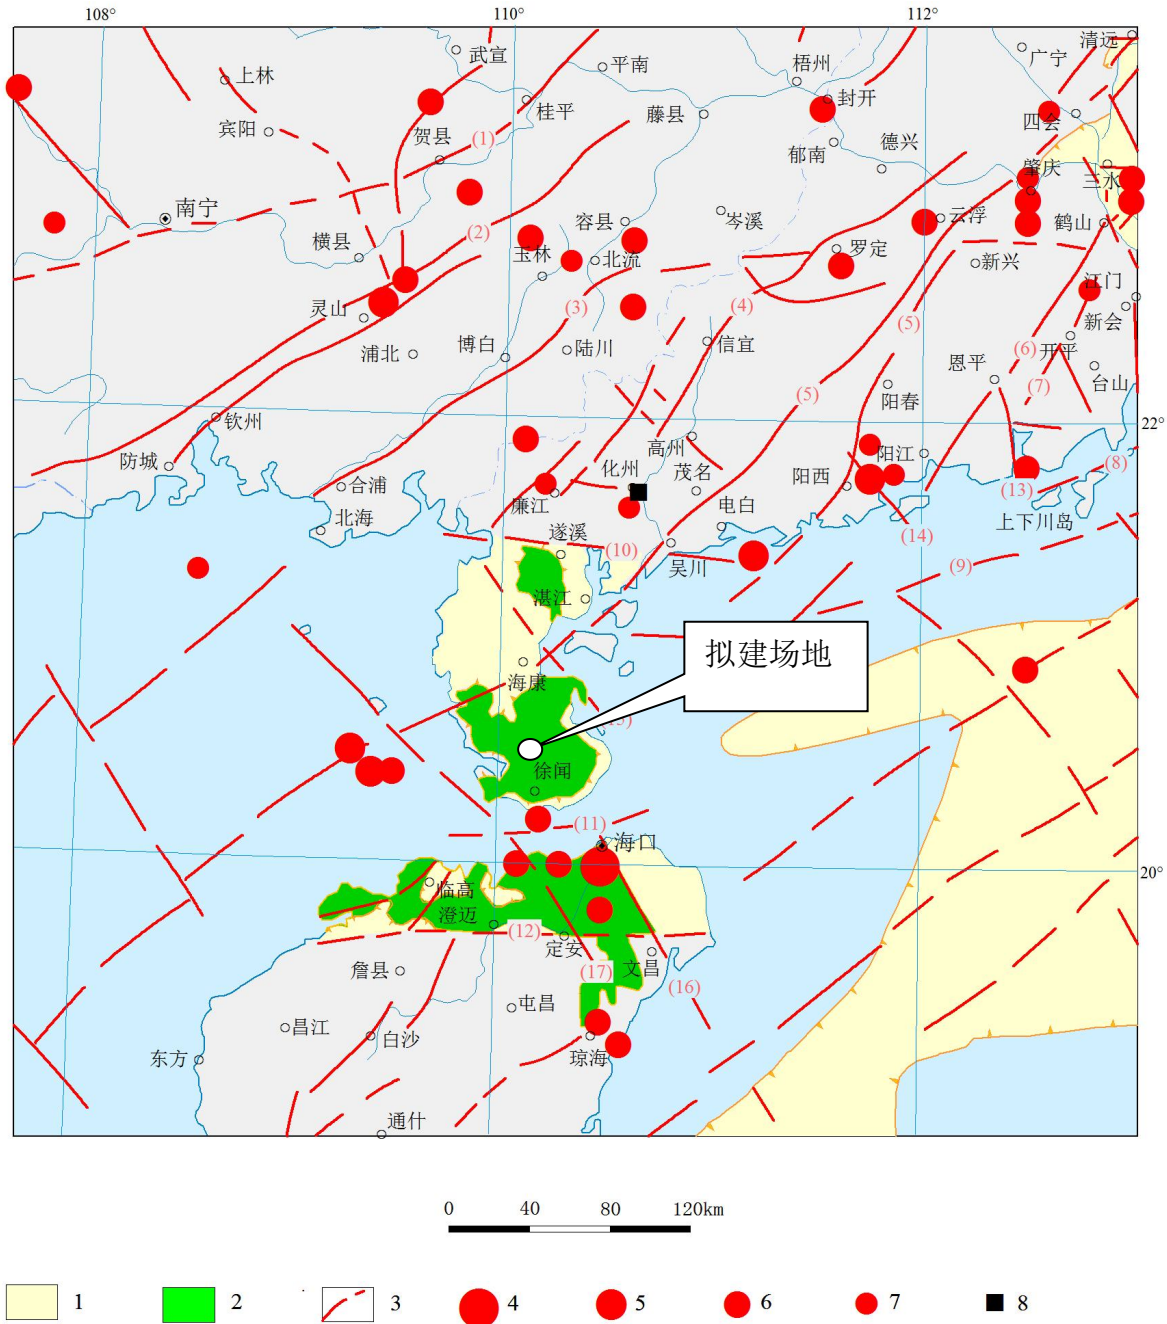 108°
110°
112°
清远
武宣
平南
梧州
广宁
上林
桂平
藤县
封开
四会
宾阳
贺县
(1)
郁南
德兴
肇庆
三水
南宁
横县
(2)
容县
岑溪
云浮
鹤山
玉林
北流
罗定
新兴
江门
灵山
(3)
(4)
(5)
新会
浦北
博白
陆川
信宜
(6)
开平
恩平
台山
(5)
(7)
阳春
钦州
22°
防城
高州
化州
茂名
阳江
阳西
(8)
合浦
廉江
电白
(13)
北海
上下川岛
遂溪
(10)
吴川
(14)
(9)
湛江
拟建场地
海康
(15)
徐闻
(11)
海口
20°
临高
澄迈
(12)
定安
(17)
文昌
儋县
(16)
屯昌
昌江
白沙
琼海
东方
通什
0 40 80 120km
1 2 3 4 5 6 7 8